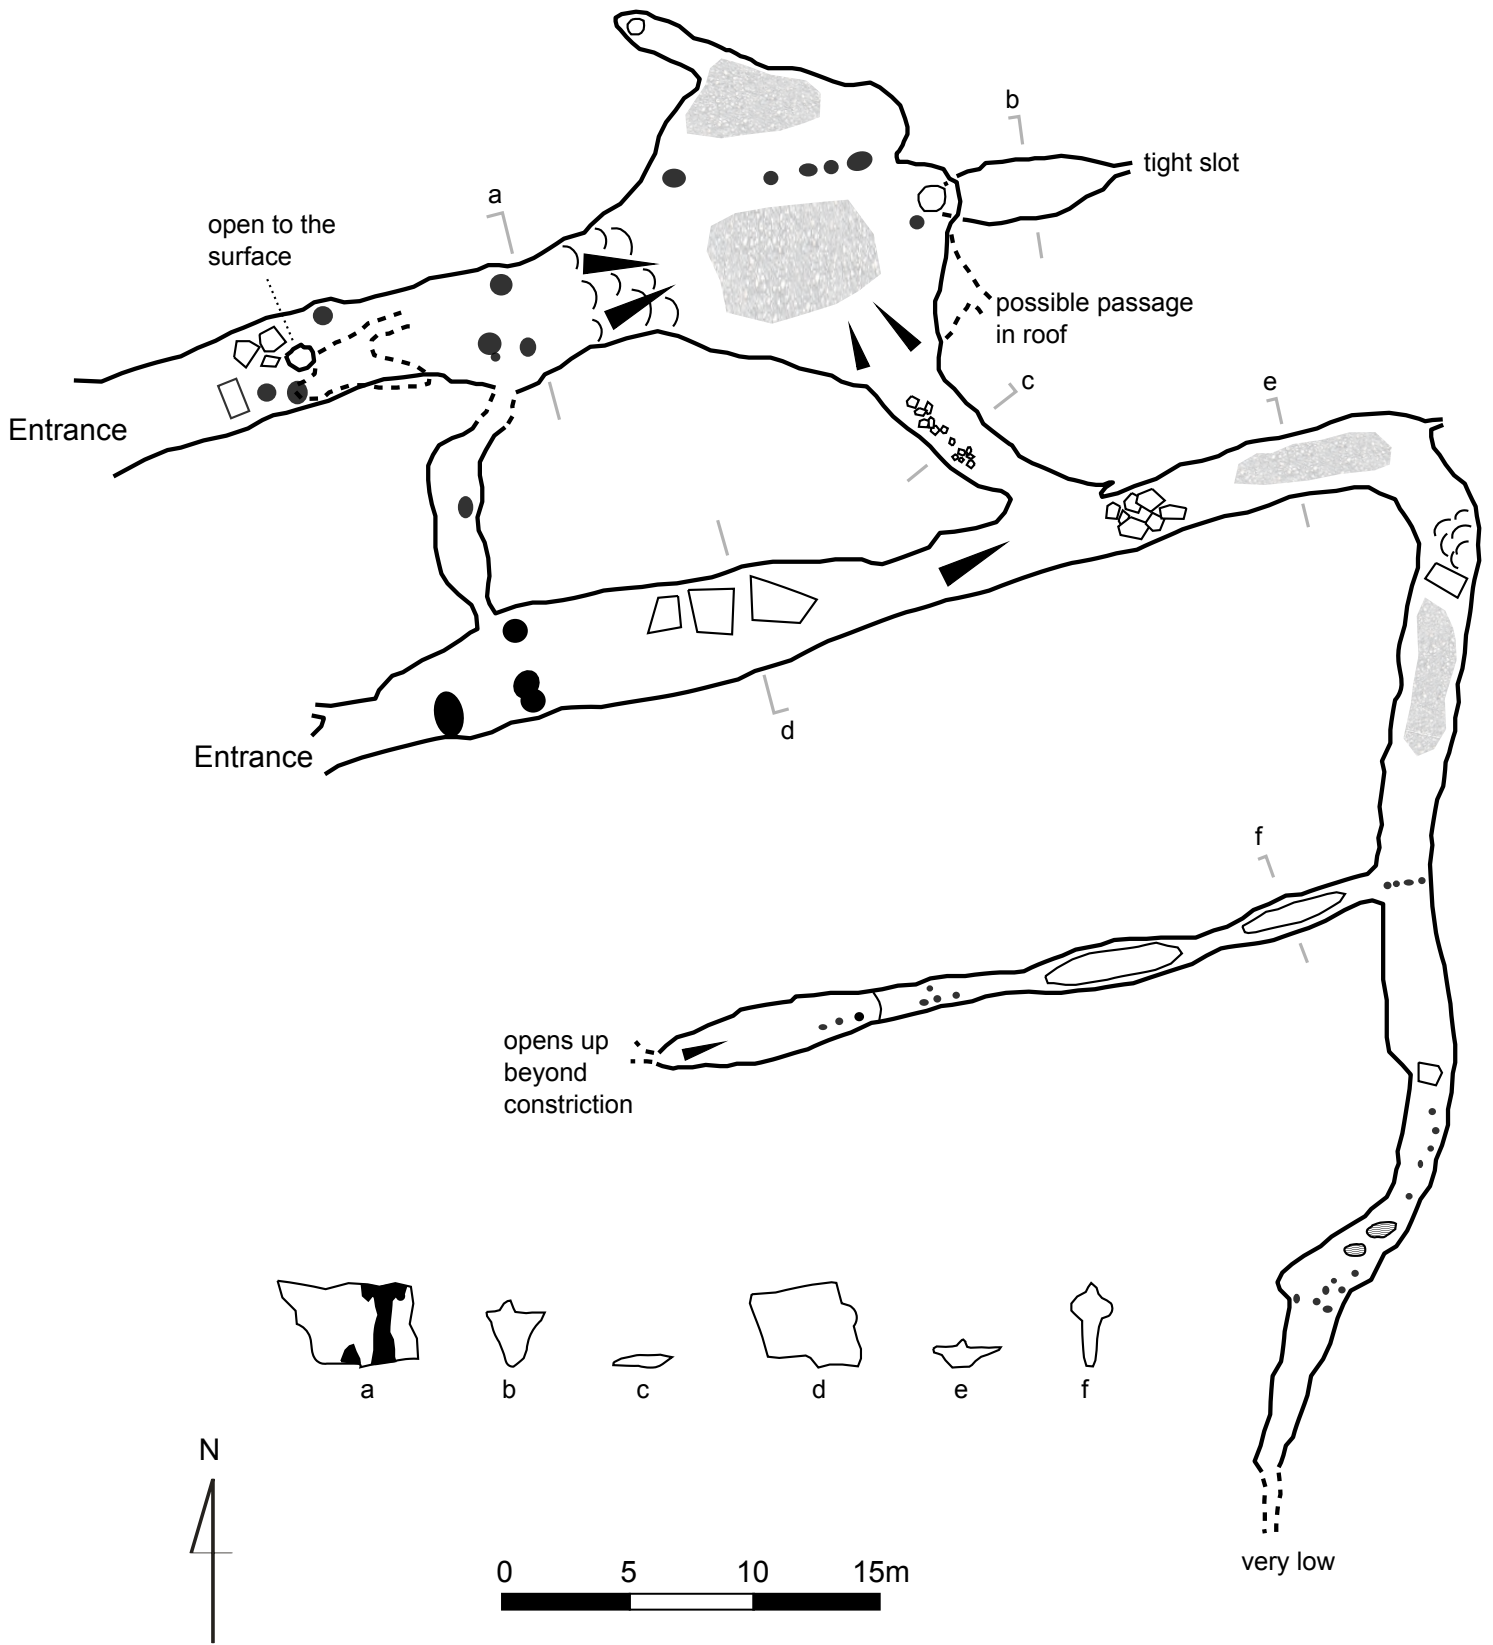 b
tight slot
a
open to the
surface
possible passage
in roof
c
e
Entrance
d
Entrance
f
opens up
beyond
constriction
a
b
c
d
e
f
N
0 5 10 15m
very low